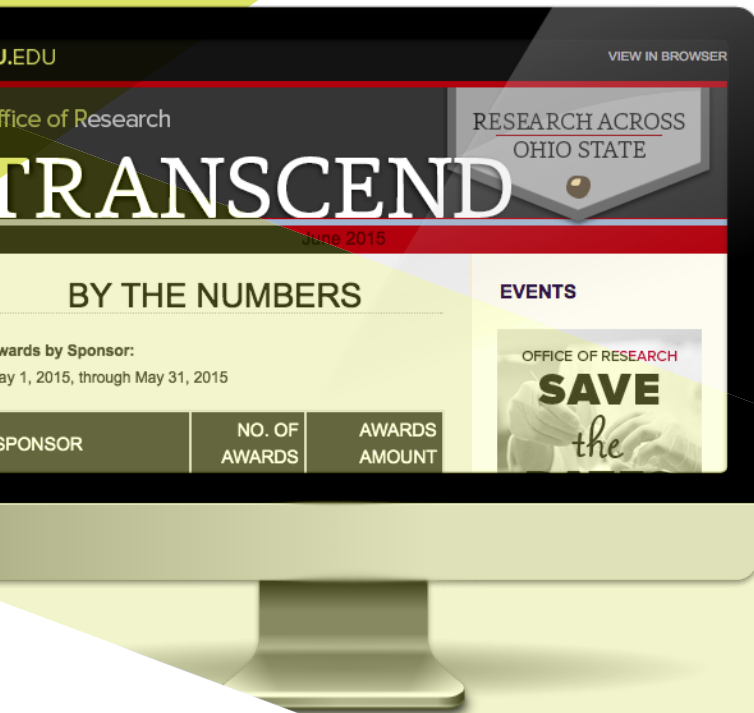 U.EDU
VIEW IN BROWSER
ffice of Research
RESEARCH ACROSS
OHIO STATE
TRANSCEND
June 2015
BY THE NUMBERS
wards by Sponsor:
ay 1, 2015, through May 31, 2015
SPONSOR
NO. OF
AWARDS
AWARDS
AMOUNT
EVENTS
OFFICE OF RESEARCH
SAVE
the